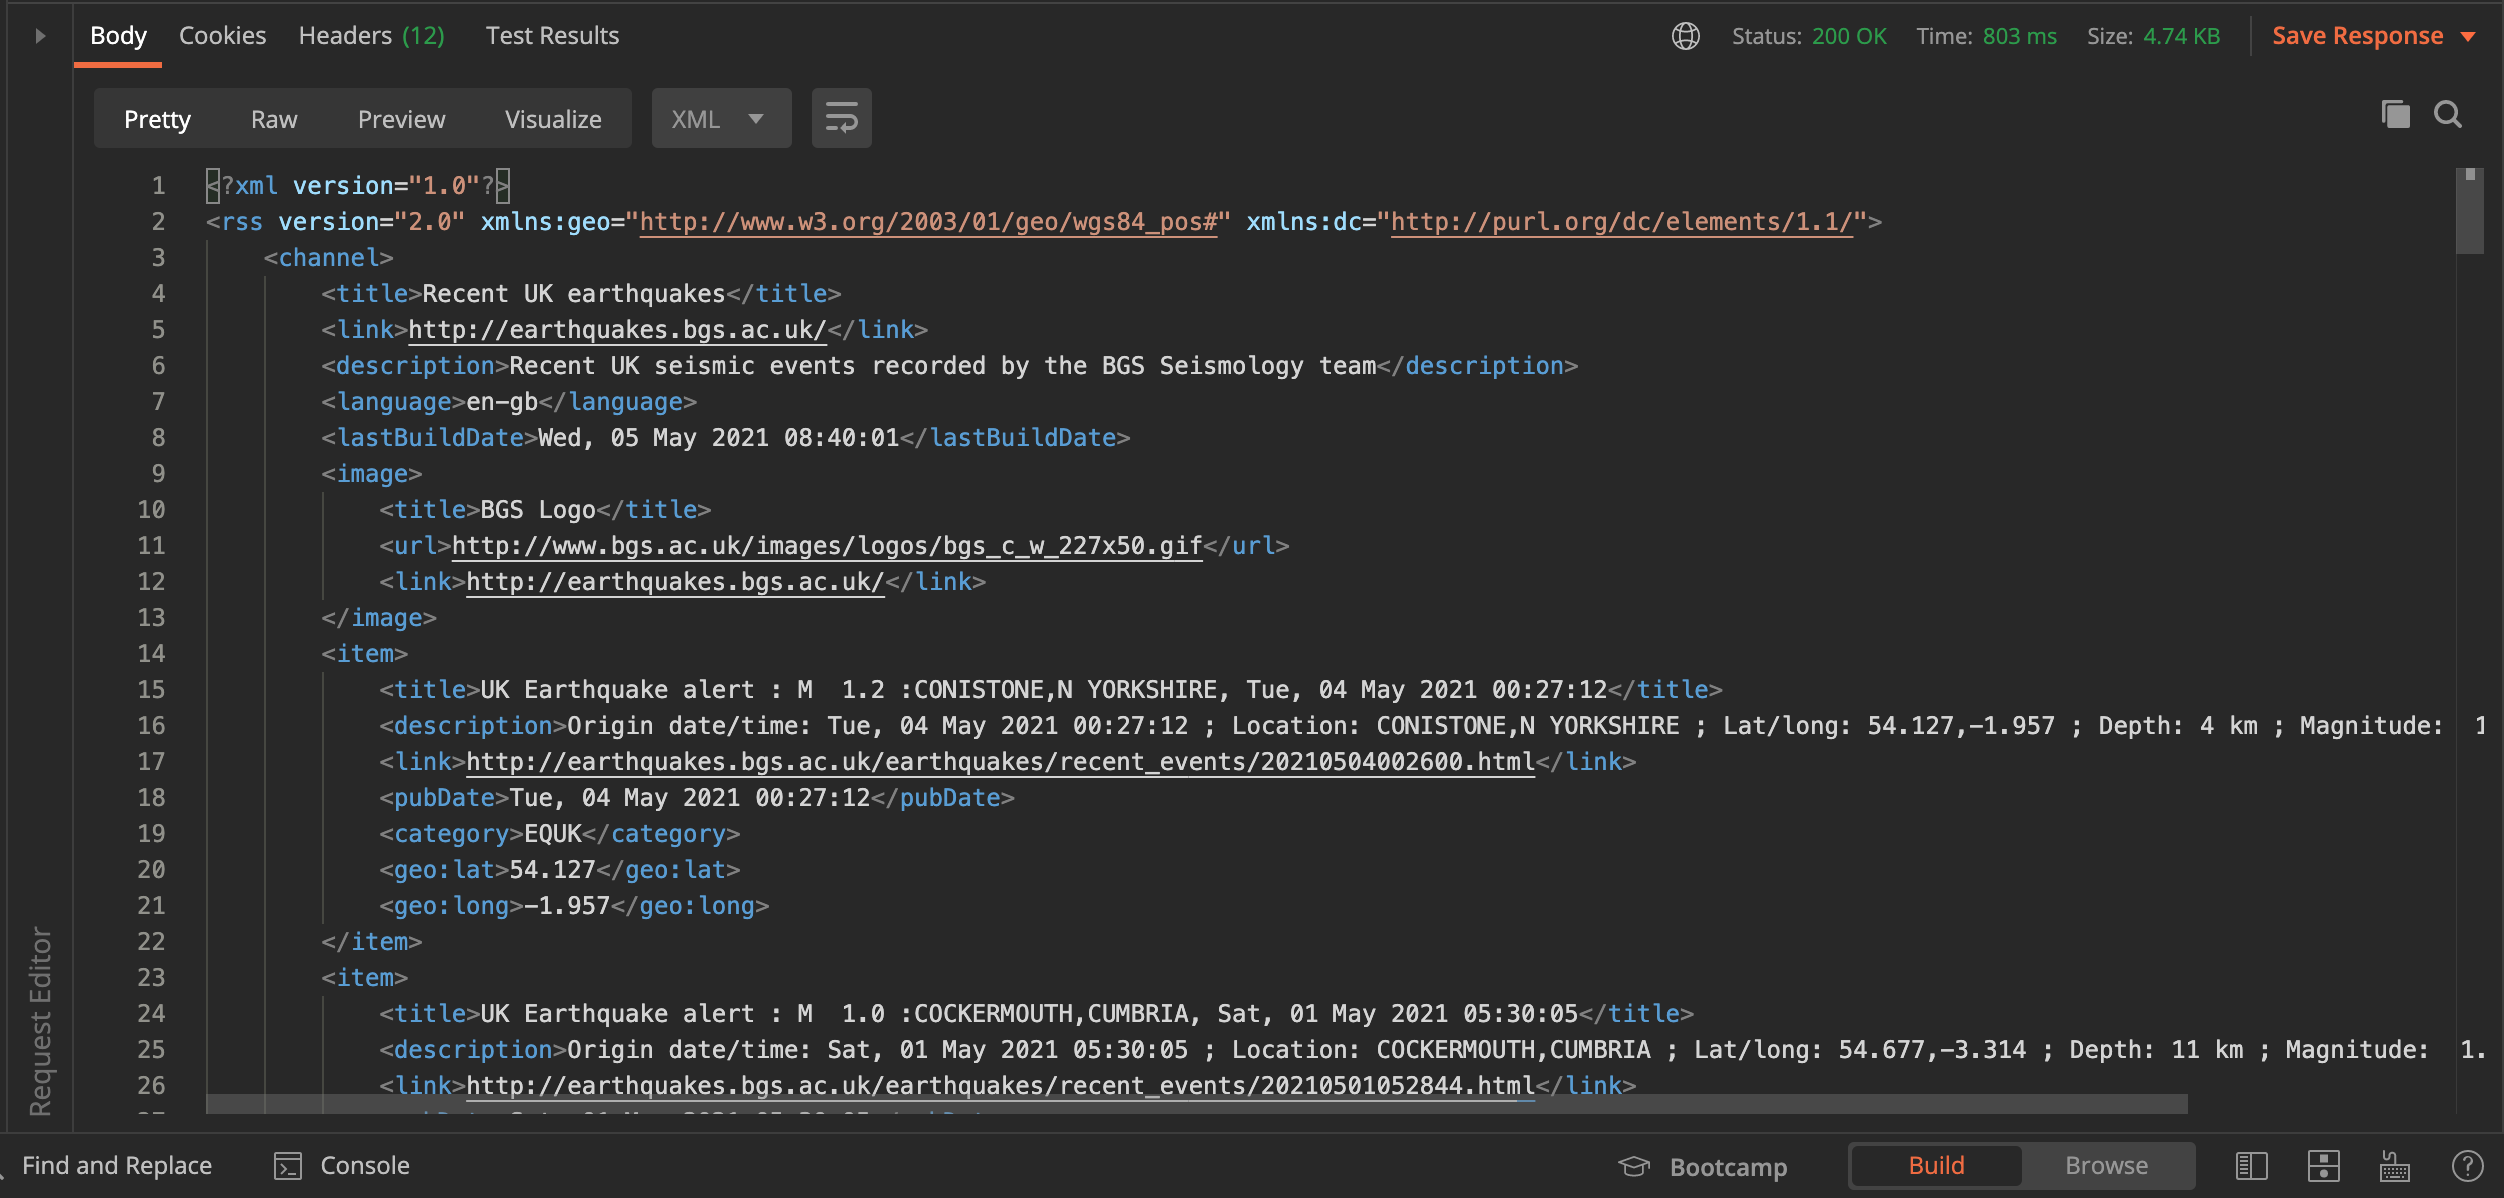 Body Cookies Headers (12) Test Results Status: 200 OK Time: 803 ms Size: 4.74 KB Save Response
Pretty Raw Preview Visualize XML
1 <?xml version="1.0"?>
2 <rss version="2.0" xmlns:geo="http://www.w3.org/2003/01/geo/wgs84_pos#" xmlns:dc="http://purl.org/dc/elements/1.1/">
3 <channel>
4 <title>Recent UK earthquakes</title>
5 <link>http://earthquakes.bgs.ac.uk/</link>
6 <description>Recent UK seismic events recorded by the BGS Seismology team</description>
7 <language>en-gb</language>
8 <lastBuildDate>Wed, 05 May 2021 08:40:01</lastBuildDate>
9 <image>
10 <title>BGS Logo</title>
11 <url>http://www.bgs.ac.uk/images/logos/bgs_c_w_227x50.gif</url>
12 <link>http://earthquakes.bgs.ac.uk/</link>
13 </image>
14 <item>
15 <title>UK Earthquake alert : M  1.2 :CONISTONE,N YORKSHIRE, Tue, 04 May 2021 00:27:12</title>
16 <description>Origin date/time: Tue, 04 May 2021 00:27:12 ; Location: CONISTONE,N YORKSHIRE ; Lat/long: 54.127,-1.957 ; Depth: 4 km ; Magnitude:  1
17 <link>http://earthquakes.bgs.ac.uk/earthquakes/recent_events/20210504002600.html</link>
18 <pubDate>Tue, 04 May 2021 00:27:12</pubDate>
19 <category>EQUK</category>
20 <geo:lat>54.127</geo:lat>
21 <geo:long>-1.957</geo:long>
22 </item>
23 <item>
24 <title>UK Earthquake alert : M  1.0 :COCKERMOUTH,CUMBRIA, Sat, 01 May 2021 05:30:05</title>
25 <description>Origin date/time: Sat, 01 May 2021 05:30:05 ; Location: COCKERMOUTH,CUMBRIA ; Lat/long: 54.677,-3.314 ; Depth: 11 km ; Magnitude:  1.
26 <link>http://earthquakes.bgs.ac.uk/earthquakes/recent_events/20210501052844.html</link>
Request Editor
Find and Replace Console Bootcamp Build Browse